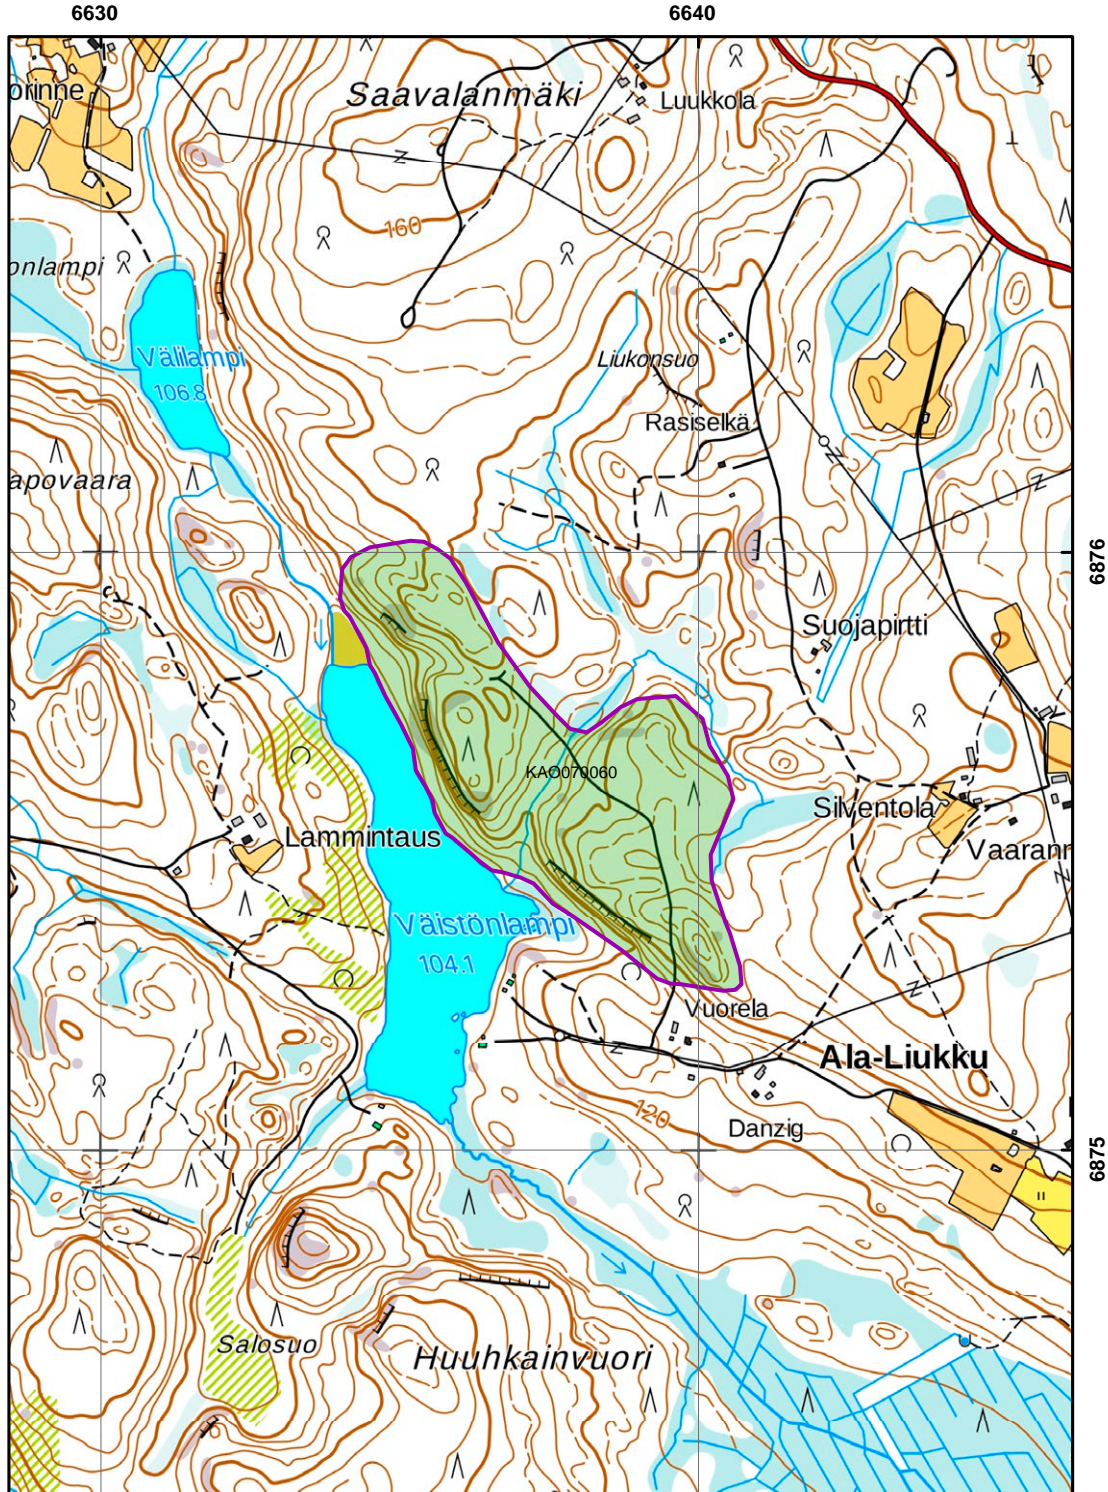 6630
6640
orinne
Saavalanmäki
Luukkola
160
onlampi
Välilampi
106.8
Liukonsuo
Rasiselkä
apovaara
6876
Suojapirtti
KAO070060
Silventola
Lammintaus
Vaarann
Väistönlampi
104.1
Vuorela
Ala-Liukku
120
Danzig
6875
Salosuo
Huuhkainvuori